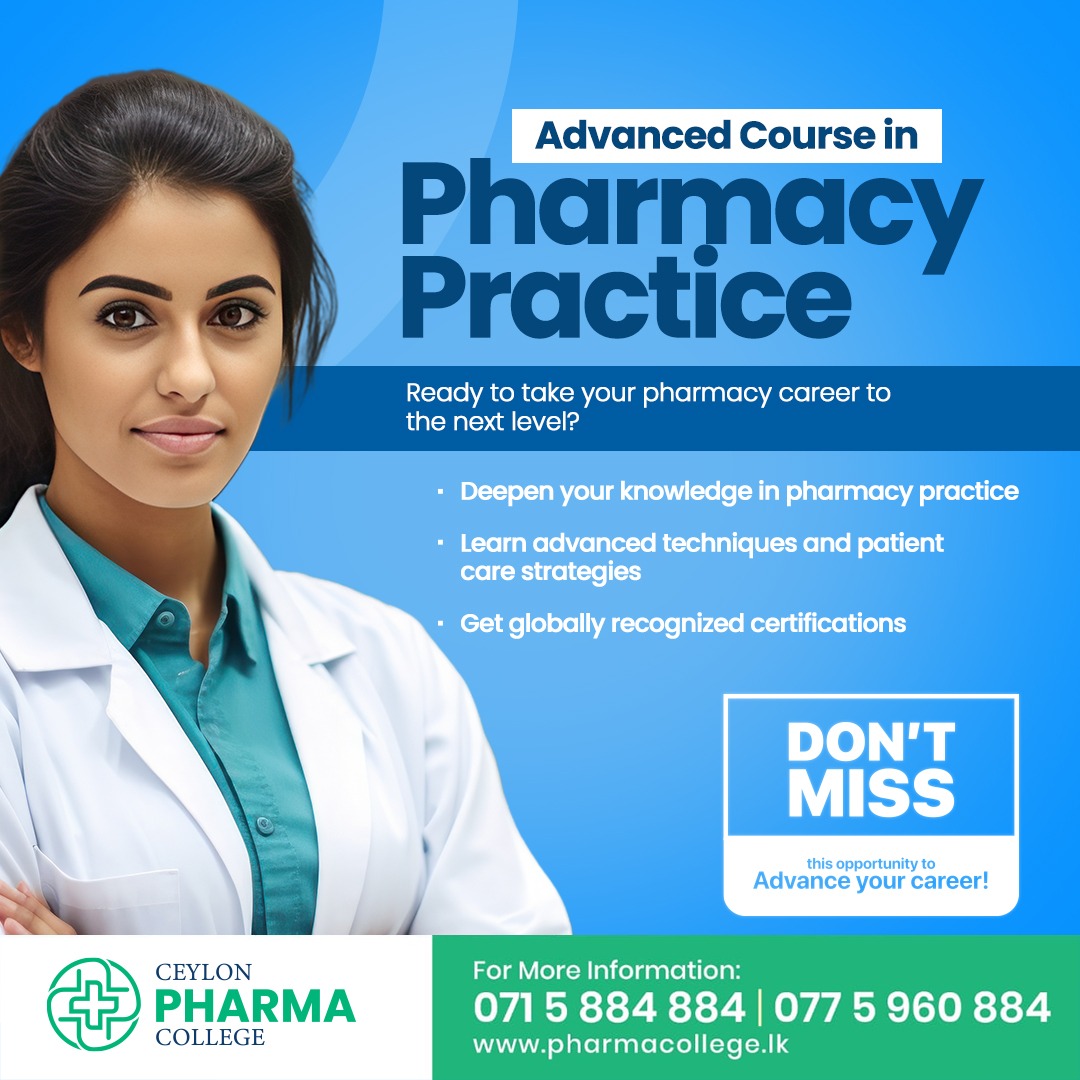 Advanced Course in
Pharmacy
Practice
Ready to take your pharmacy career to
the next level?
· Deepen your knowledge in pharmacy practice
· Learn advanced techniques and patient
care strategies
· Get globally recognized certifications
DON'T
MISS
this opportunity to
Advance your career!
CEYLON
PHARMA
COLLEGE
For More Information:
071 5 884 884 | 077 5 960 884
www.pharmacollege.lk